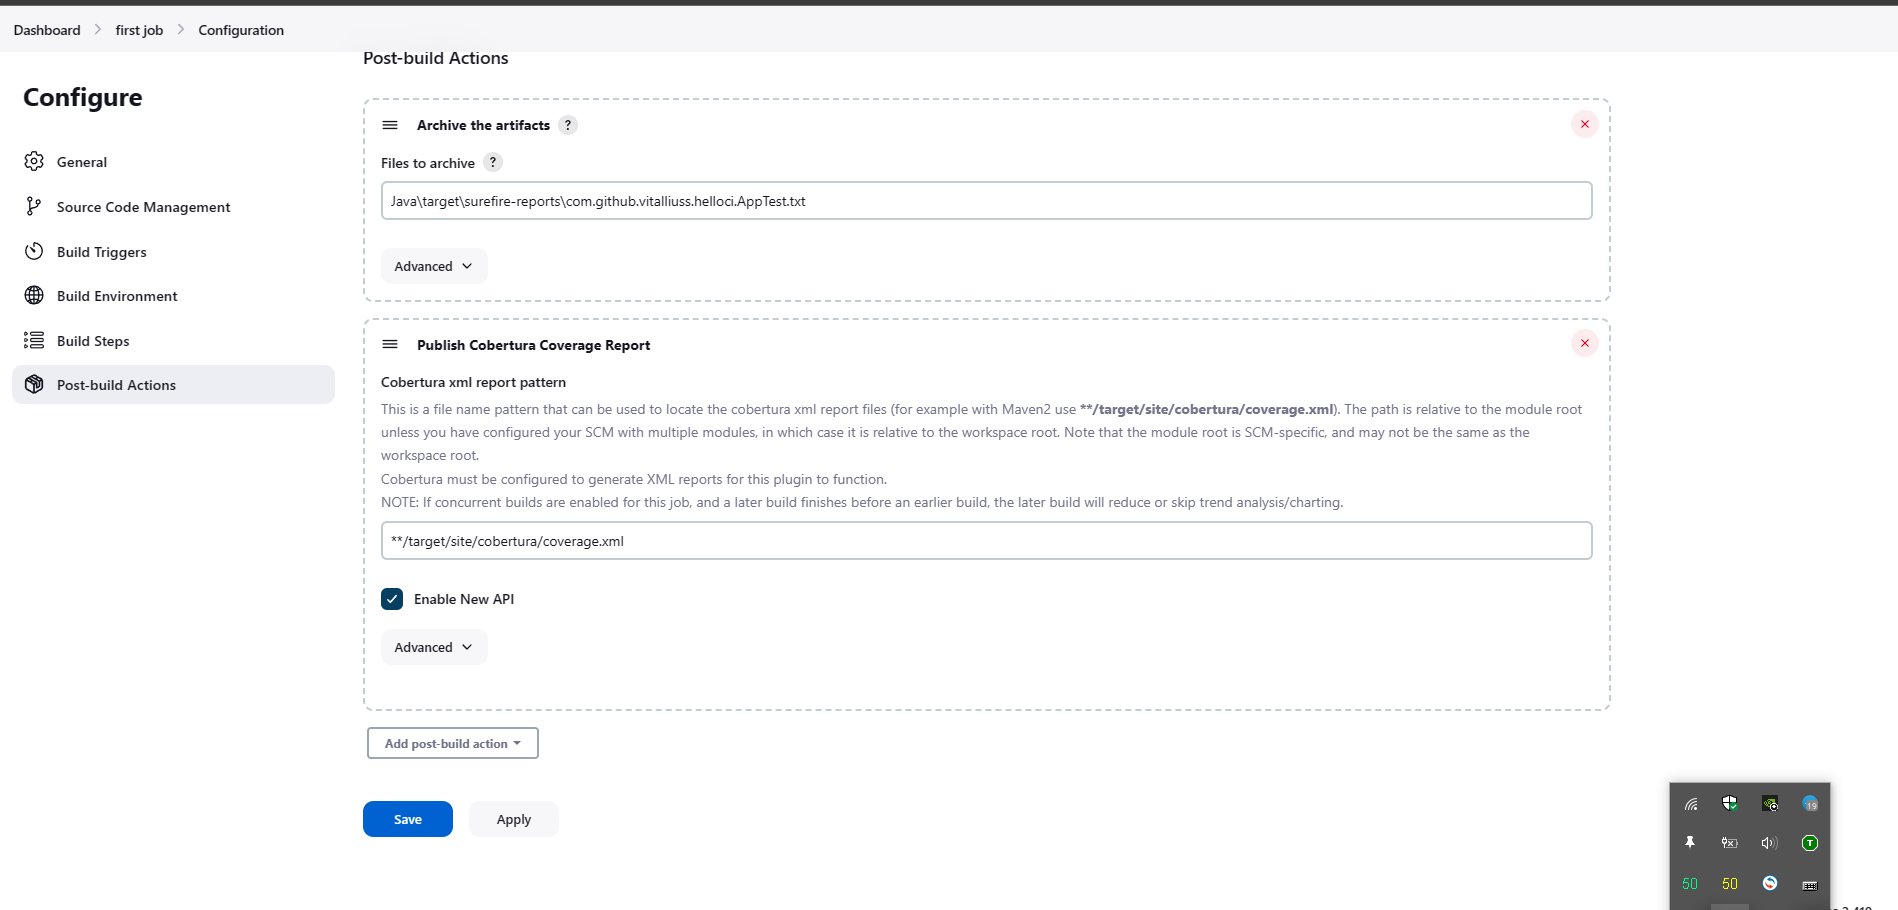 Dashboard > first job > Configuration
Post-build Actions
Configure
General
Source Code Management
Build Triggers
Build Environment
Build Steps
Post-build Actions
Archive the artifacts ?
Files to archive ?
Java\target\surefire-reports\com.github.vitalliuss.helloci.AppTest.txt
Advanced
Publish Cobertura Coverage Report
Cobertura xml report pattern
This is a file name pattern that can be used to locate the cobertura xml report files (for example with Maven2 use **/target/site/cobertura/coverage.xml). The path is relative to the module root
unless you have configured your SCM with multiple modules, in which case it is relative to the workspace root. Note that the module root is SCM-specific, and may not be the same as the
workspace root.
Cobertura must be configured to generate XML reports for this plugin to function.
NOTE: If concurrent builds are enabled for this job, and a later build finishes before an earlier build, the later build will reduce or skip trend analysis/charting.
**/target/site/cobertura/coverage.xml
Enable New API
Advanced
Add post-build action
Save
Apply
19
T
50 50